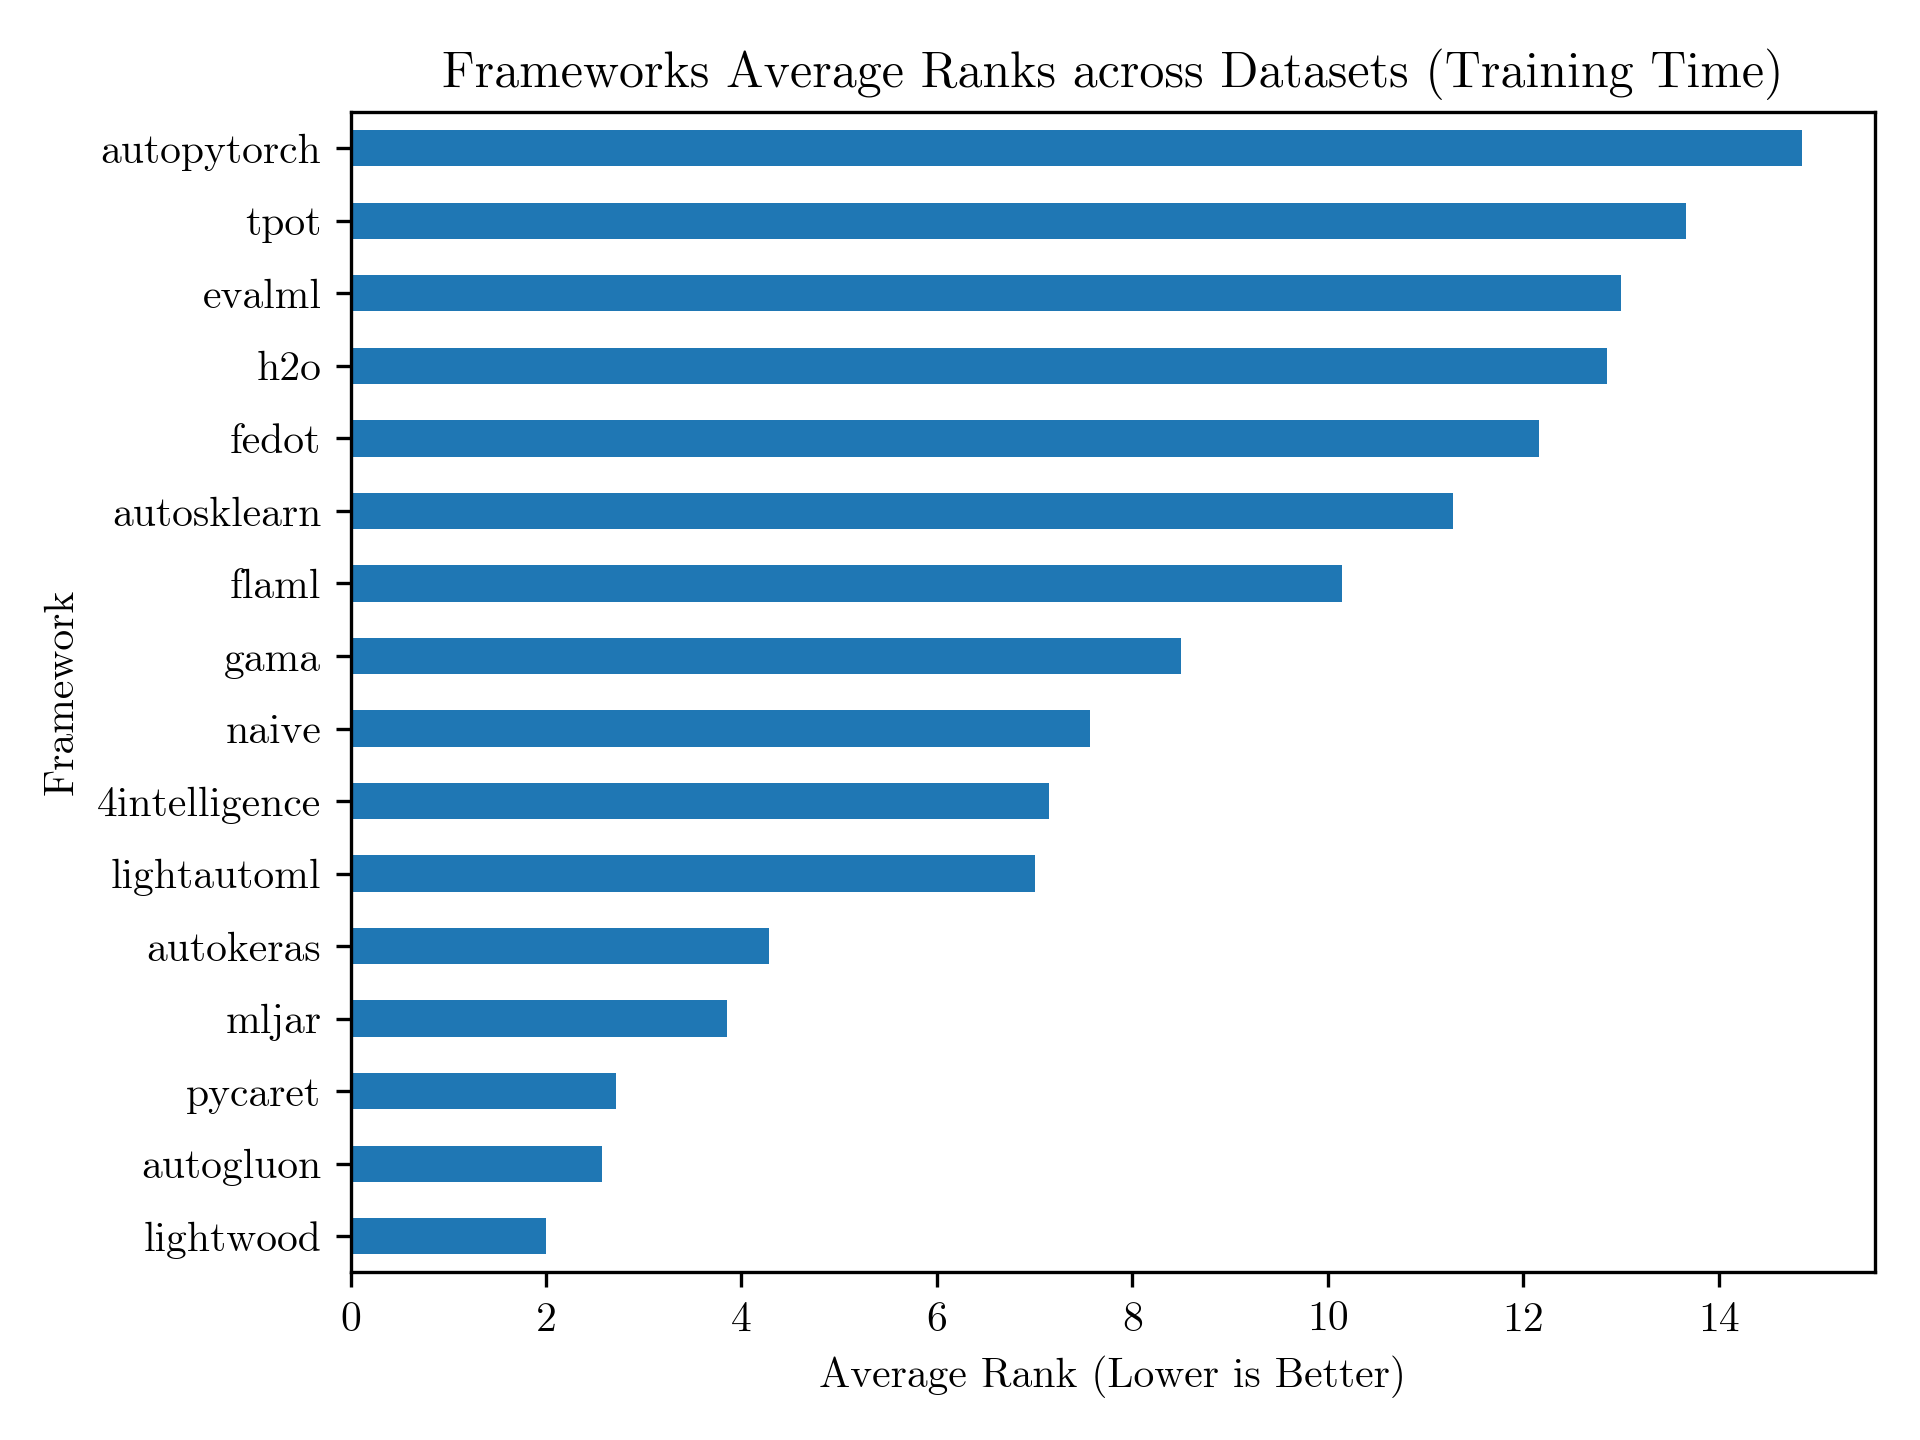 Frameworks Average Ranks across Datasets (Training Time)
autopytorch
tpot
evalml
h2o
fedot
autosklearn
flaml
gama
naive
4intelligence
lightautoml
autokeras
mljar
pycaret
autogluon
lightwood
Framework
0 2 4 6 8 10 12 14
Average Rank (Lower is Better)